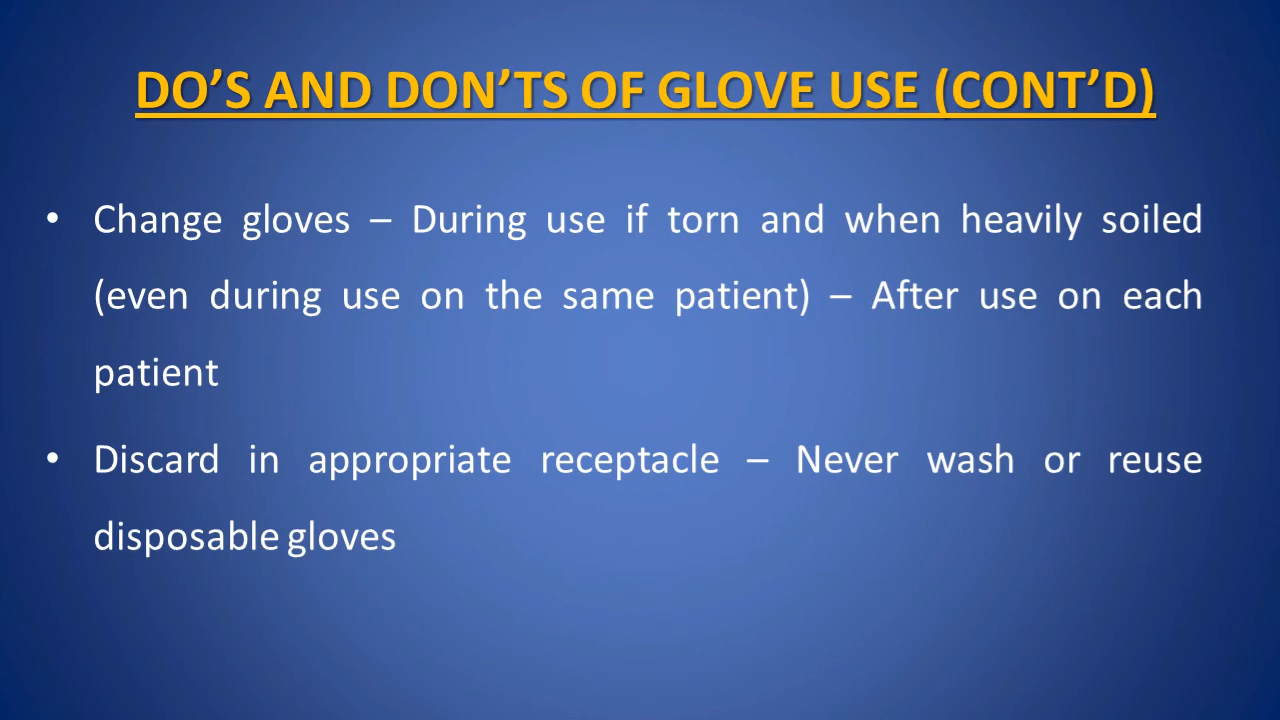 DO’S AND DON’TS OF GLOVE USE (CONT’D)
• Change gloves – During use if torn and when heavily soiled
(even during use on the same patient) – After use on each
patient
• Discard in appropriate receptacle – Never wash or reuse
disposable gloves